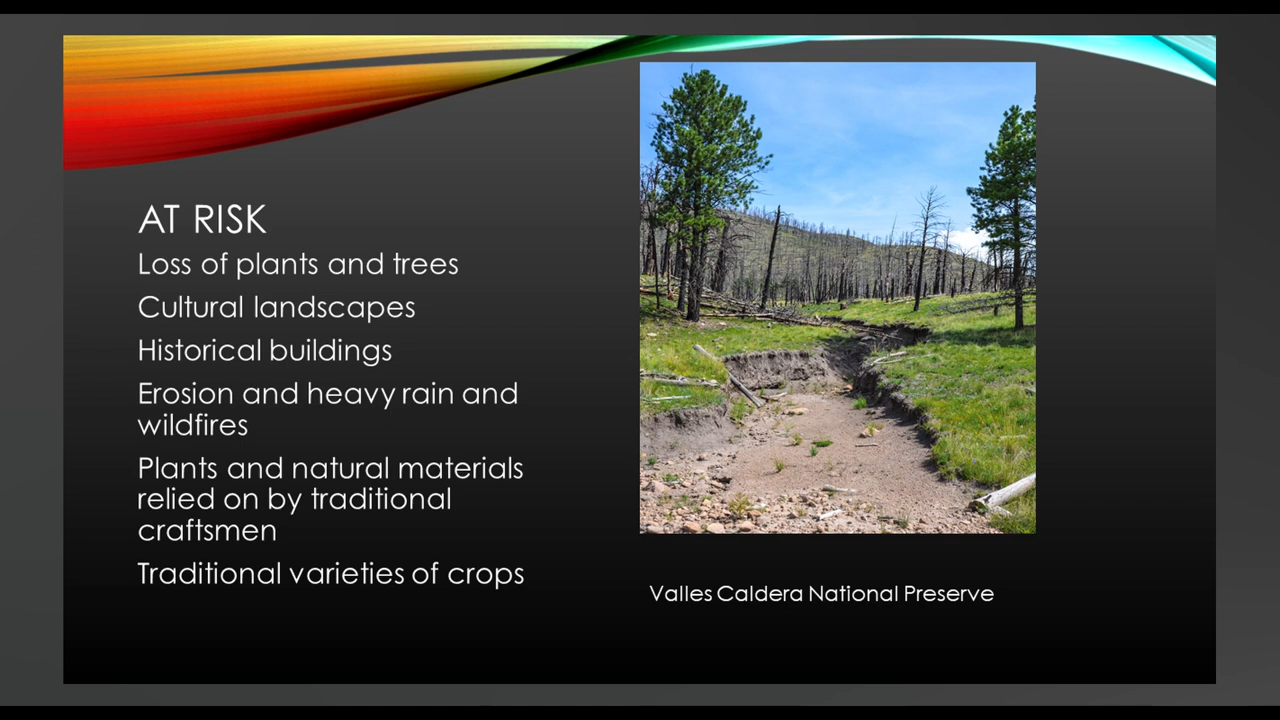 AT RISK
Loss of plants and trees
Cultural landscapes
Historical buildings
Erosion and heavy rain and
wildfires
Plants and natural materials
relied on by traditional
craftsmen
Traditional varieties of crops
Valles Caldera National Preserve